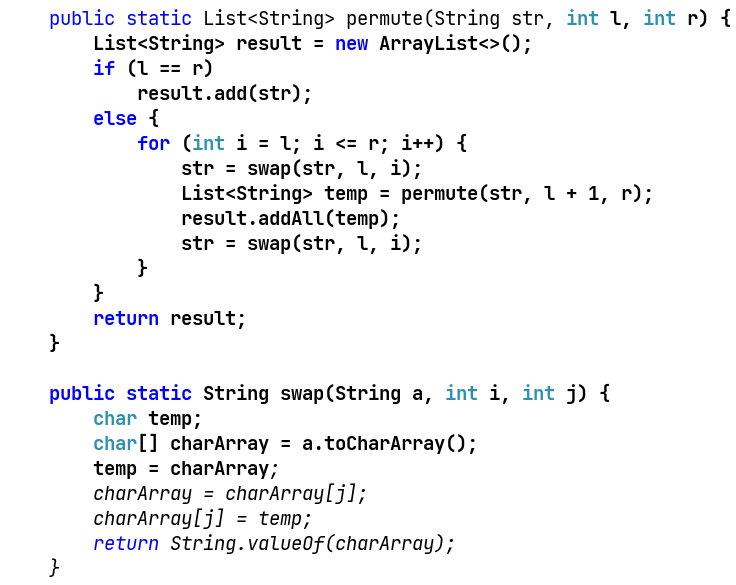 public static List<String> permute(String str, int l, int r) {
List<String> result = new ArrayList<>();
if (l == r)
result.add(str);
else {
for (int i = l; i <= r; i++) {
str = swap(str, l, i);
List<String> temp = permute(str, l + 1, r);
result.addAll(temp);
str = swap(str, l, i);
}
}
return result;
}
public static String swap(String a, int i, int j) {
char temp;
char[] charArray = a.toCharArray();
temp = charArray;
charArray = charArray[j];
charArray[j] = temp;
return String.valueOf(charArray);
}